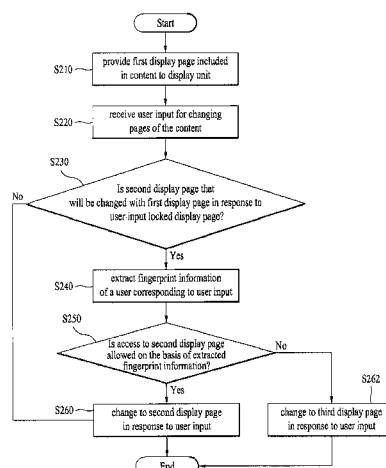 Start
S210
provide first display page included
in content to display unit
S220
receive user input for changing
pages of the content
S230
No
Is second display page that
will be changed with first display page in response to
user input locked display page?
Yes
S240
extract fingerprint information
of a user corresponding to user input
S250
Is access to second display page
allowed on the basis of extracted
fingerprint information?
No
Yes
S260
change to second display page
in response to user input
S262
change to third display page
in response to user input
End